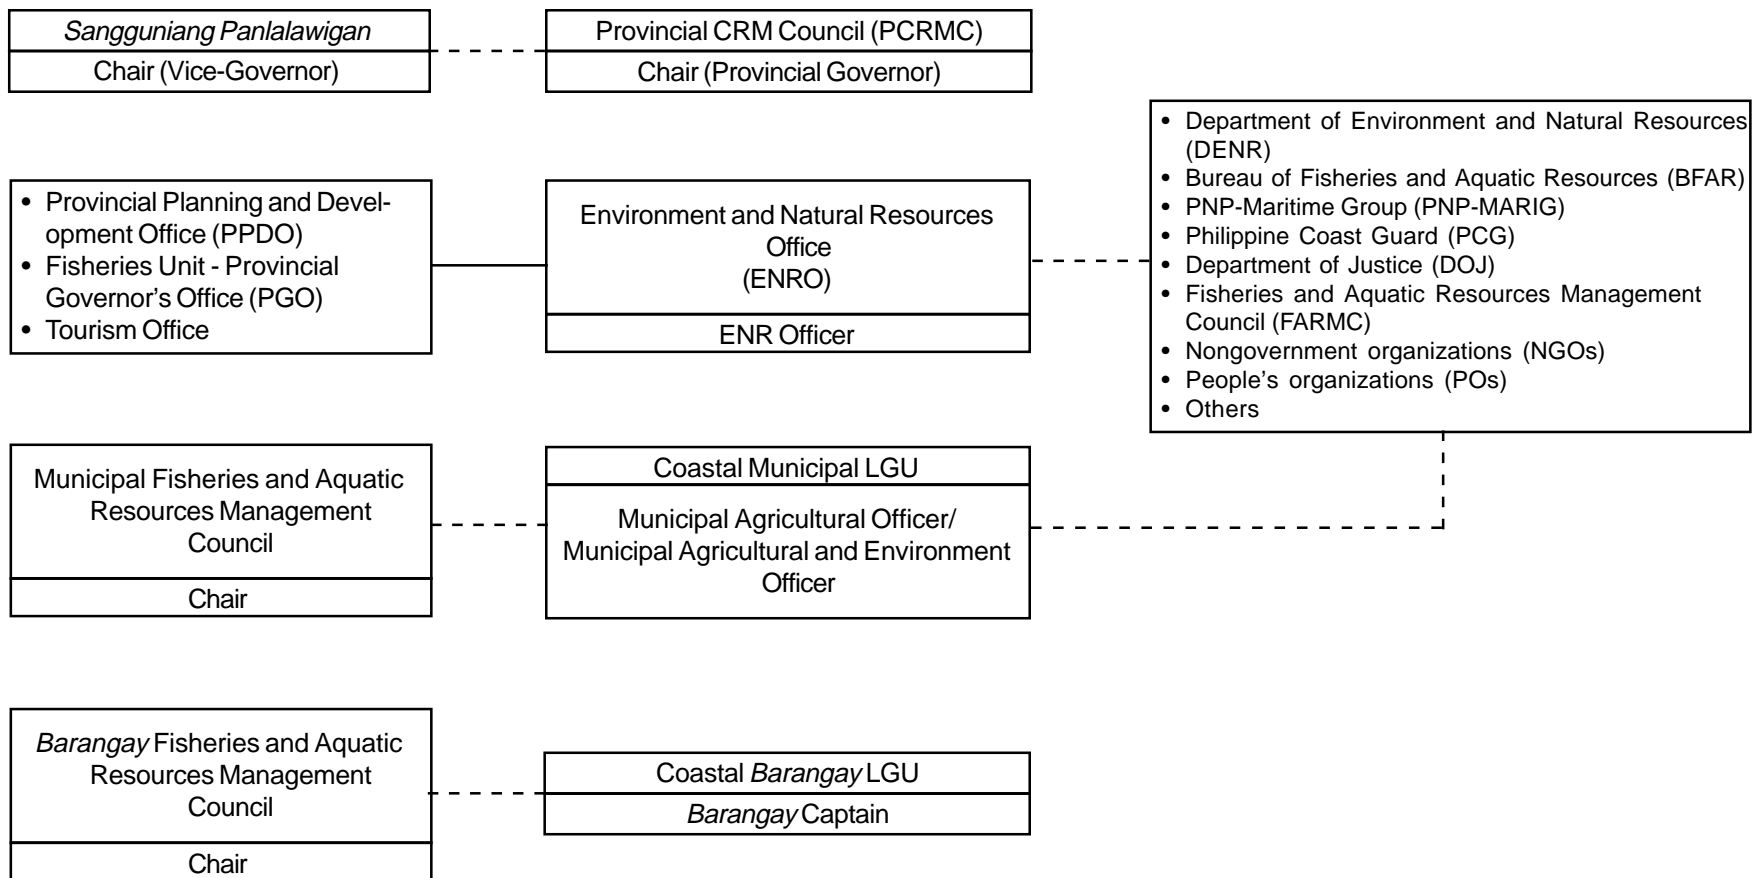 Sangguniang Panlalawigan
Chair (Vice-Governor)
Provincial CRM Council (PCRMC)
Chair (Provincial Governor)
• Provincial Planning and Devel-
opment Office (PPDO)
• Fisheries Unit - Provincial
Governor's Office (PGO)
• Tourism Office
Environment and Natural Resources
Office
(ENRO)
ENR Officer
• Department of Environment and Natural Resources
(DENR)
• Bureau of Fisheries and Aquatic Resources (BFAR)
• PNP-Maritime Group (PNP-MARIG)
• Philippine Coast Guard (PCG)
• Department of Justice (DOJ)
• Fisheries and Aquatic Resources Management
Council (FARMC)
• Nongovernment organizations (NGOs)
• People's organizations (POs)
• Others
Municipal Fisheries and Aquatic
Resources Management
Council
Chair
Coastal Municipal LGU
Municipal Agricultural Officer/
Municipal Agricultural and Environment
Officer
Barangay Fisheries and Aquatic
Resources Management
Council
Chair
Coastal Barangay LGU
Barangay Captain